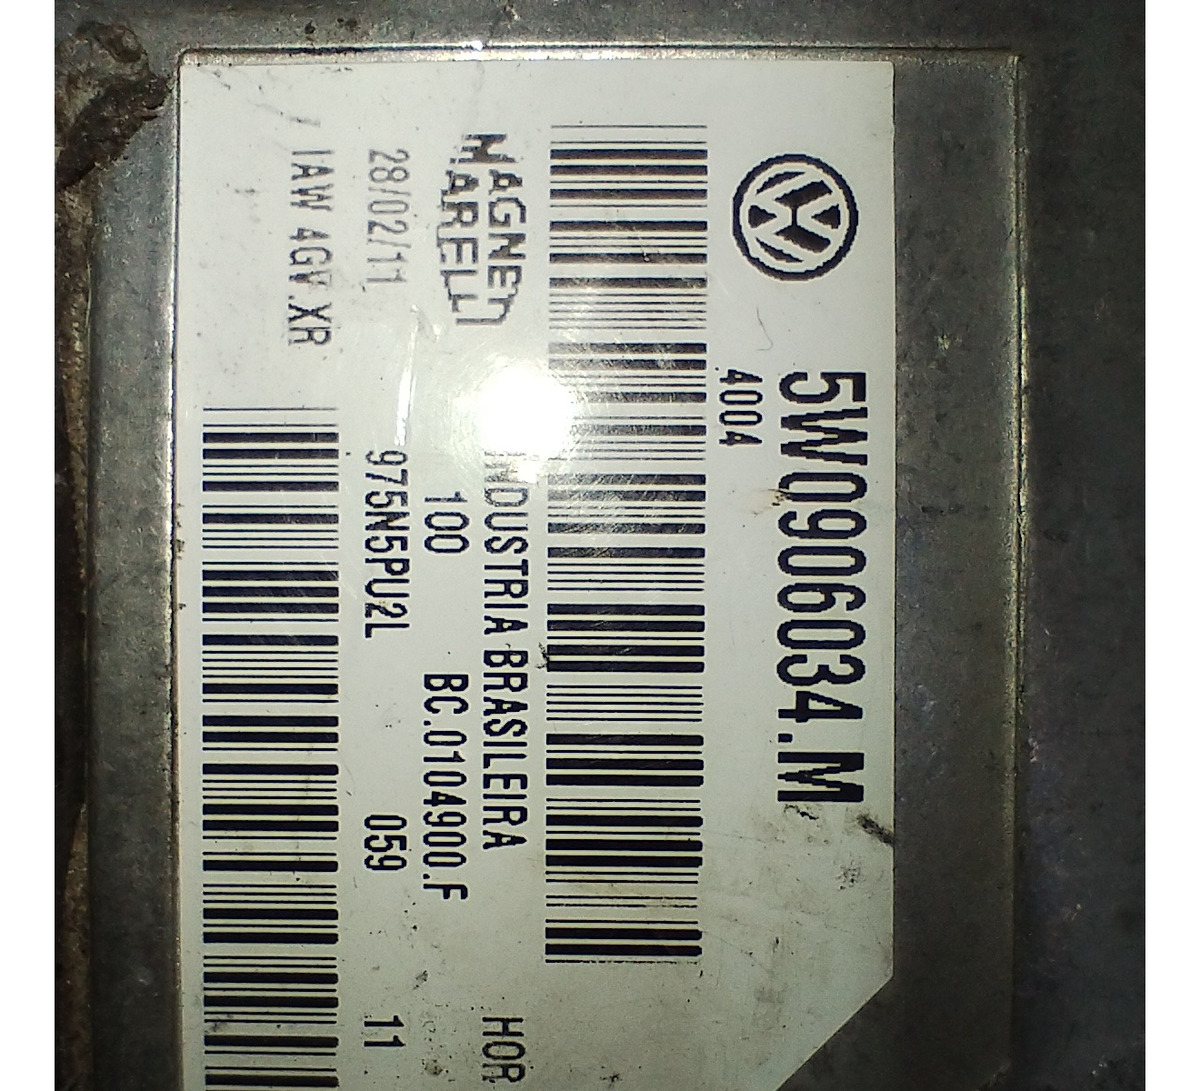 5W0906034.M
4004
MAGNETI
MARELLI
INDUSTRIA BRASILEIRA
HOR
100
BC.0104900.F
28/02/11
975N5PU2L
059
11
/ IAW 4GV.XR